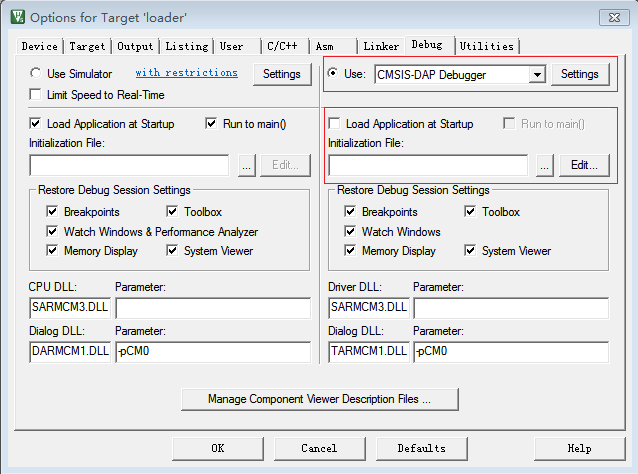 Options for Target 'loader'
Device Target Output Listing User C/C++ Asm Linker Debug Utilities
Use Simulator with restrictions Settings
Limit Speed to Real-Time
Use: CMSIS-DAP Debugger Settings
Load Application at Startup Run to main()
Initialization File:
... Edit...
Load Application at Startup Run to main()
Initialization File:
... Edit...
Restore Debug Session Settings
Breakpoints Toolbox
Watch Windows & Performance Analyzer
Memory Display System Viewer
Restore Debug Session Settings
Breakpoints Toolbox
Watch Windows
Memory Display System Viewer
CPU DLL: Parameter:
SARMCM3.DLL
Dialog DLL: Parameter:
DARMCM1.DLL -pCM0
Driver DLL: Parameter:
SARMCM3.DLL
Dialog DLL: Parameter:
TARMCM1.DLL -pCM0
Manage Component Viewer Description Files ...
OK Cancel Defaults Help